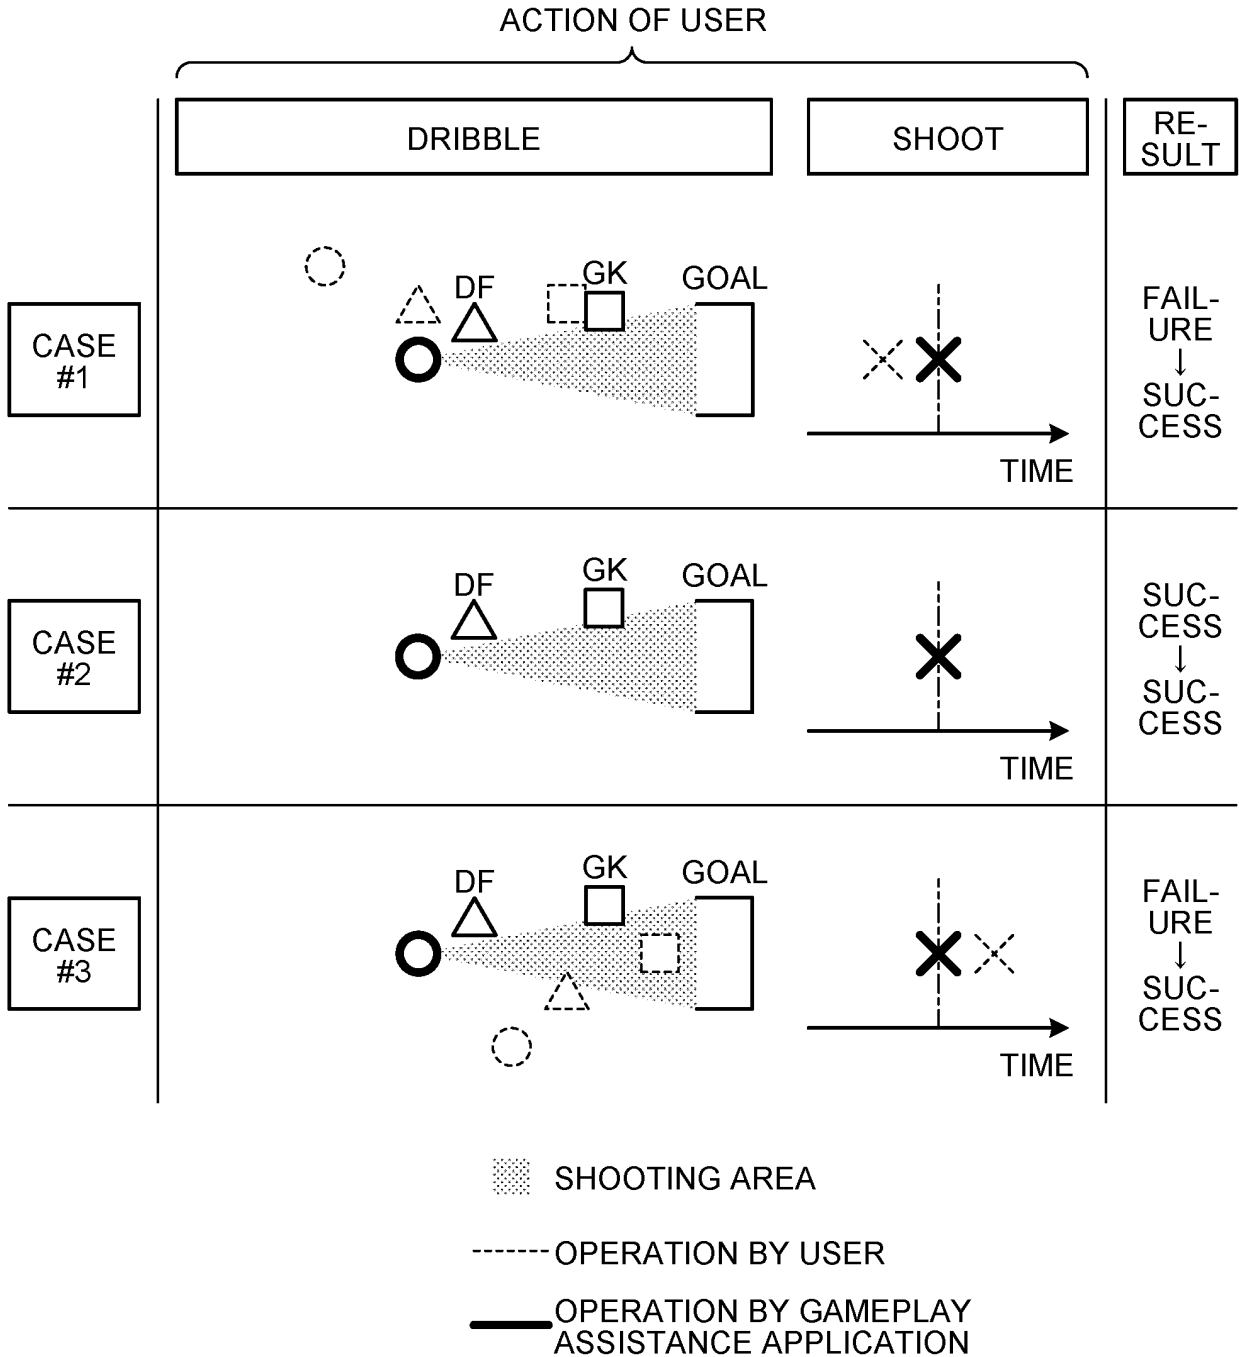 ACTION OF USER
DRIBBLE
SHOOT
RE-
SULT
CASE
#1
DF
GK
GOAL
TIME
FAIL-
URE
↓
SUC-
CESS
CASE
#2
DF
GK
GOAL
TIME
SUC-
CESS
↓
SUC-
CESS
CASE
#3
DF
GK
GOAL
TIME
FAIL-
URE
↓
SUC-
CESS
SHOOTING AREA
OPERATION BY USER
OPERATION BY GAMEPLAY
ASSISTANCE APPLICATION